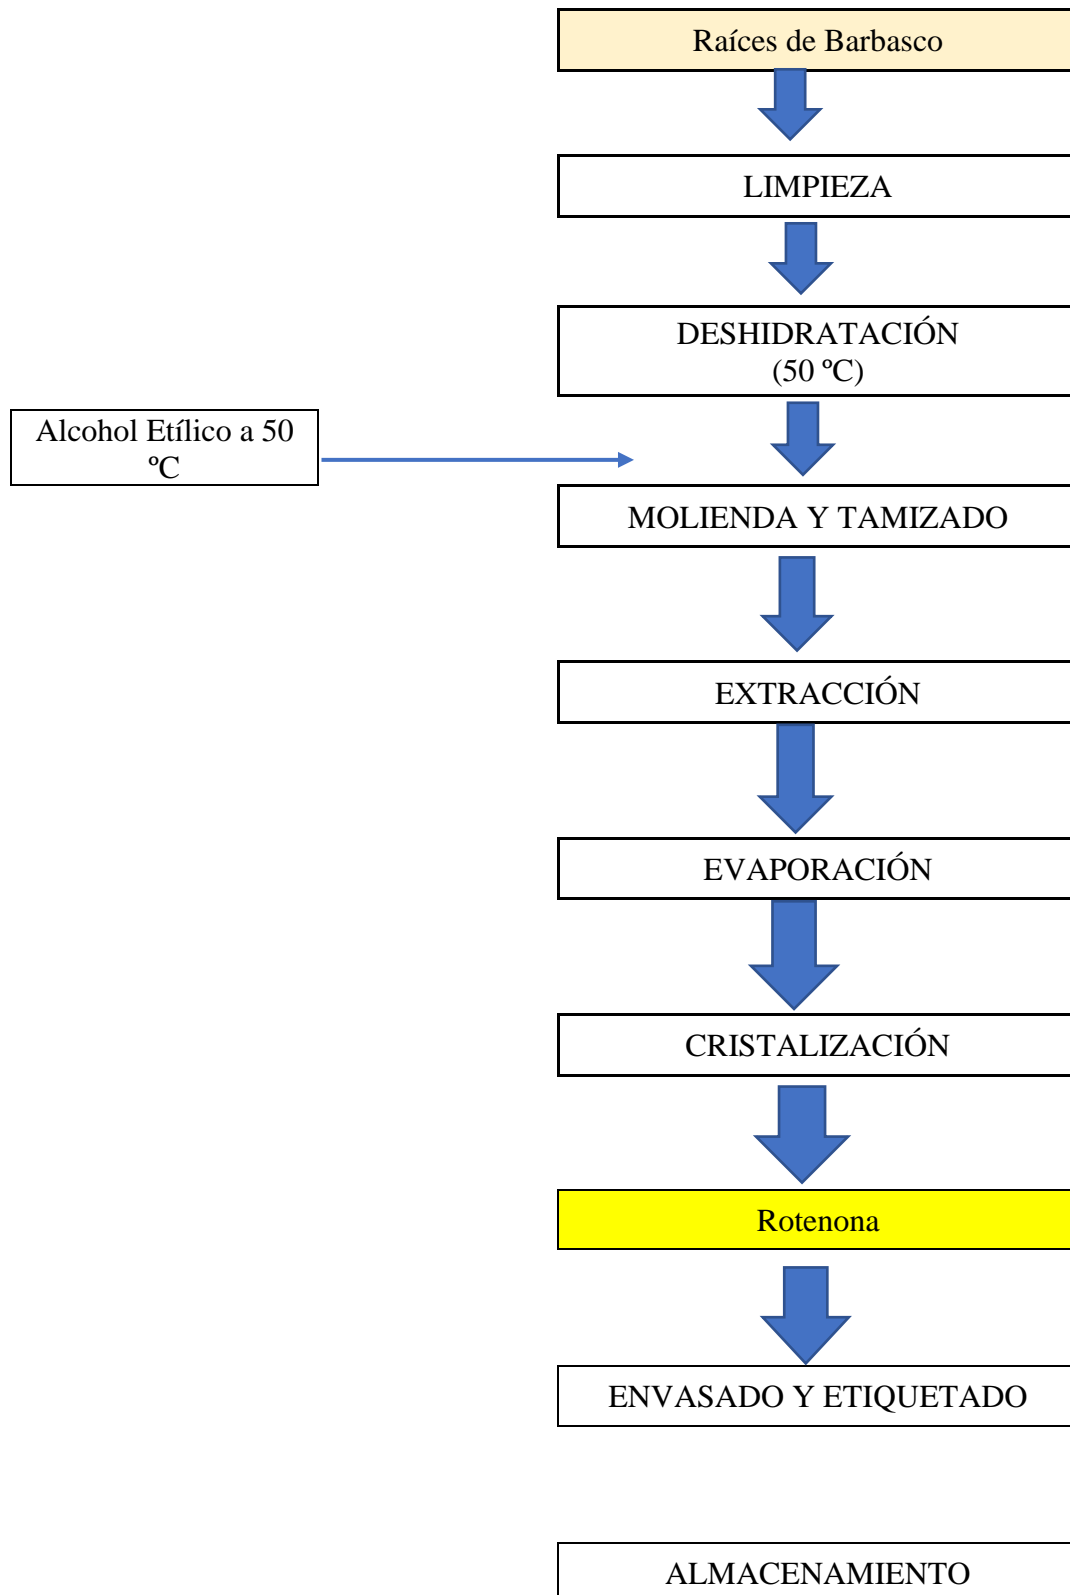 Raíces de Barbasco
LIMPIEZA
DESHIDRATACIÓN
(50 ºC)
Alcohol Etílico a 50
ºC
MOLIENDA Y TAMIZADO
EXTRACCIÓN
EVAPORACIÓN
CRISTALIZACIÓN
Rotenona
ENVASADO Y ETIQUETADO
ALMACENAMIENTO